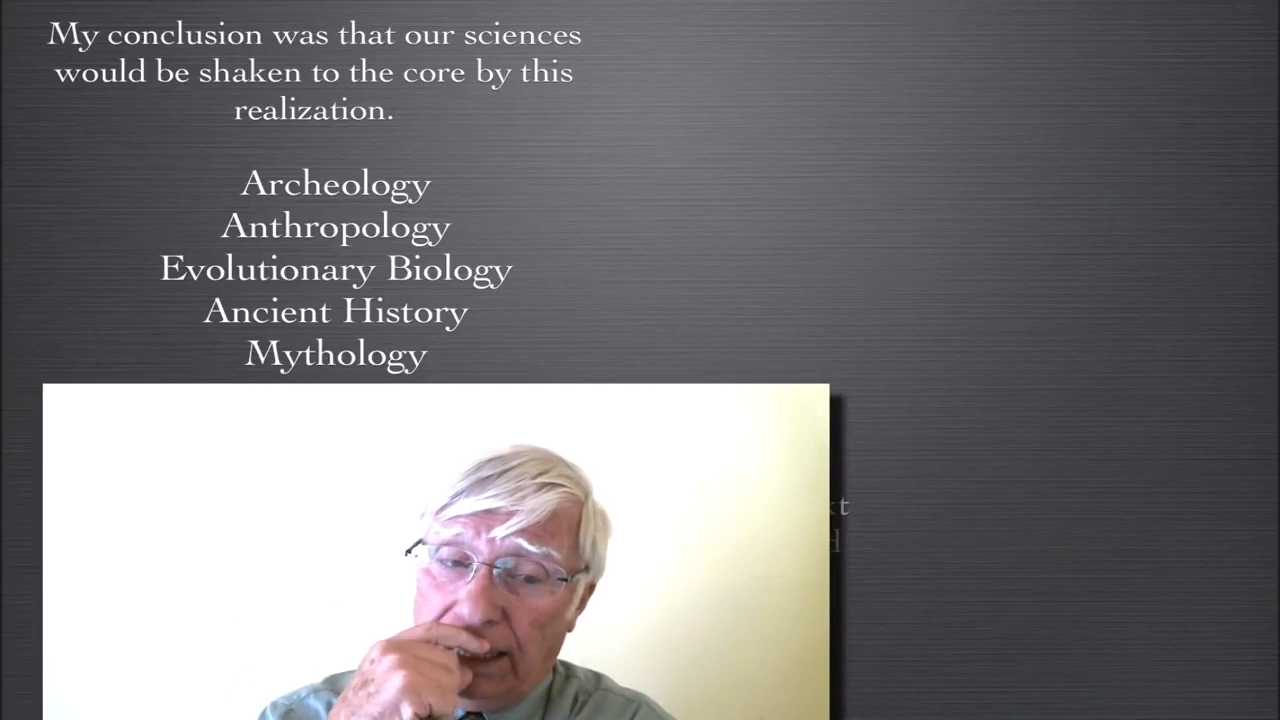 My conclusion was that our sciences
would be shaken to the core by this
realization.
Archeology
Anthropology
Evolutionary Biology
Ancient History
Mythology